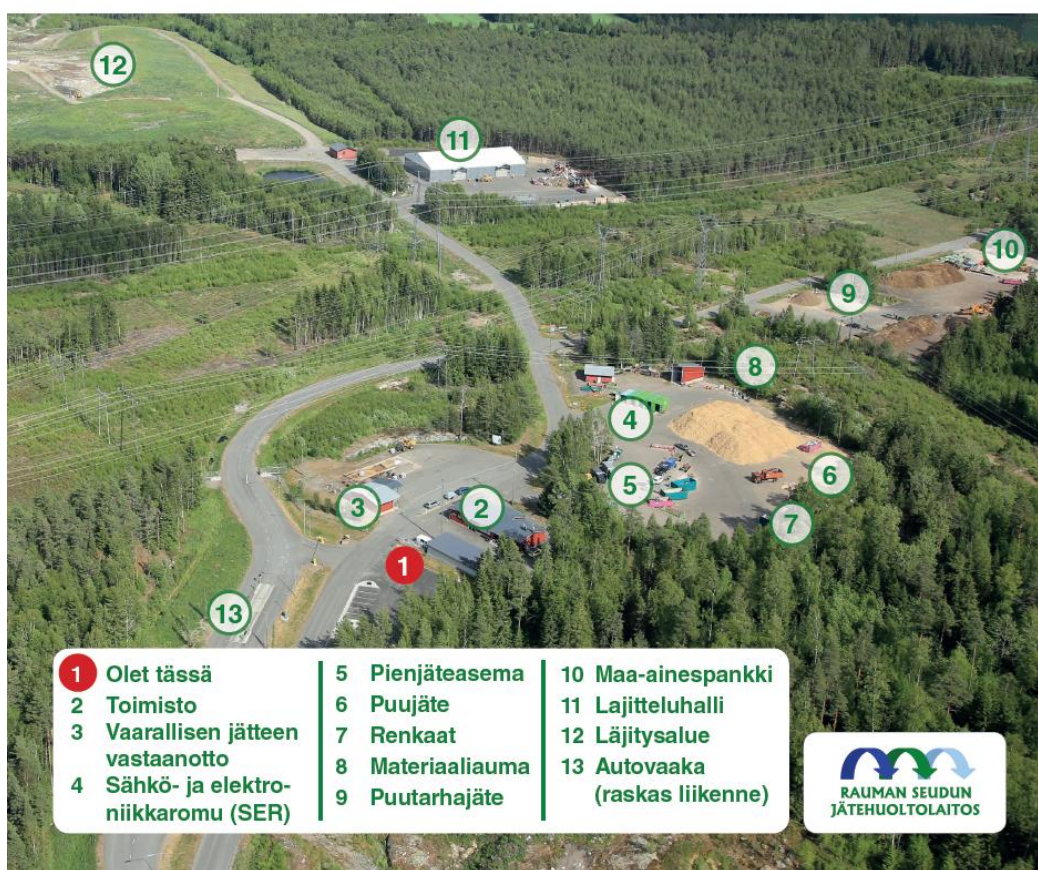 12
11
10
9
8
4
6
5
7
3
2
1
13
1 Olet tässä
2 Toimisto
3 Vaarallisen jätteen
vastaanotto
4 Sähkö- ja elektro-
niikkaromu (SER)
5 Pienjäteasema
6 Puujäte
7 Renkaat
8 Materiaaliauma
9 Puutarhajäte
10 Maa-ainespankki
11 Lajitteluhalli
12 Läjitysalue
13 Autovaaka
(raskas liikenne)
RAUMAN SEUDUN
JÄTEHUOLTOLAITOS